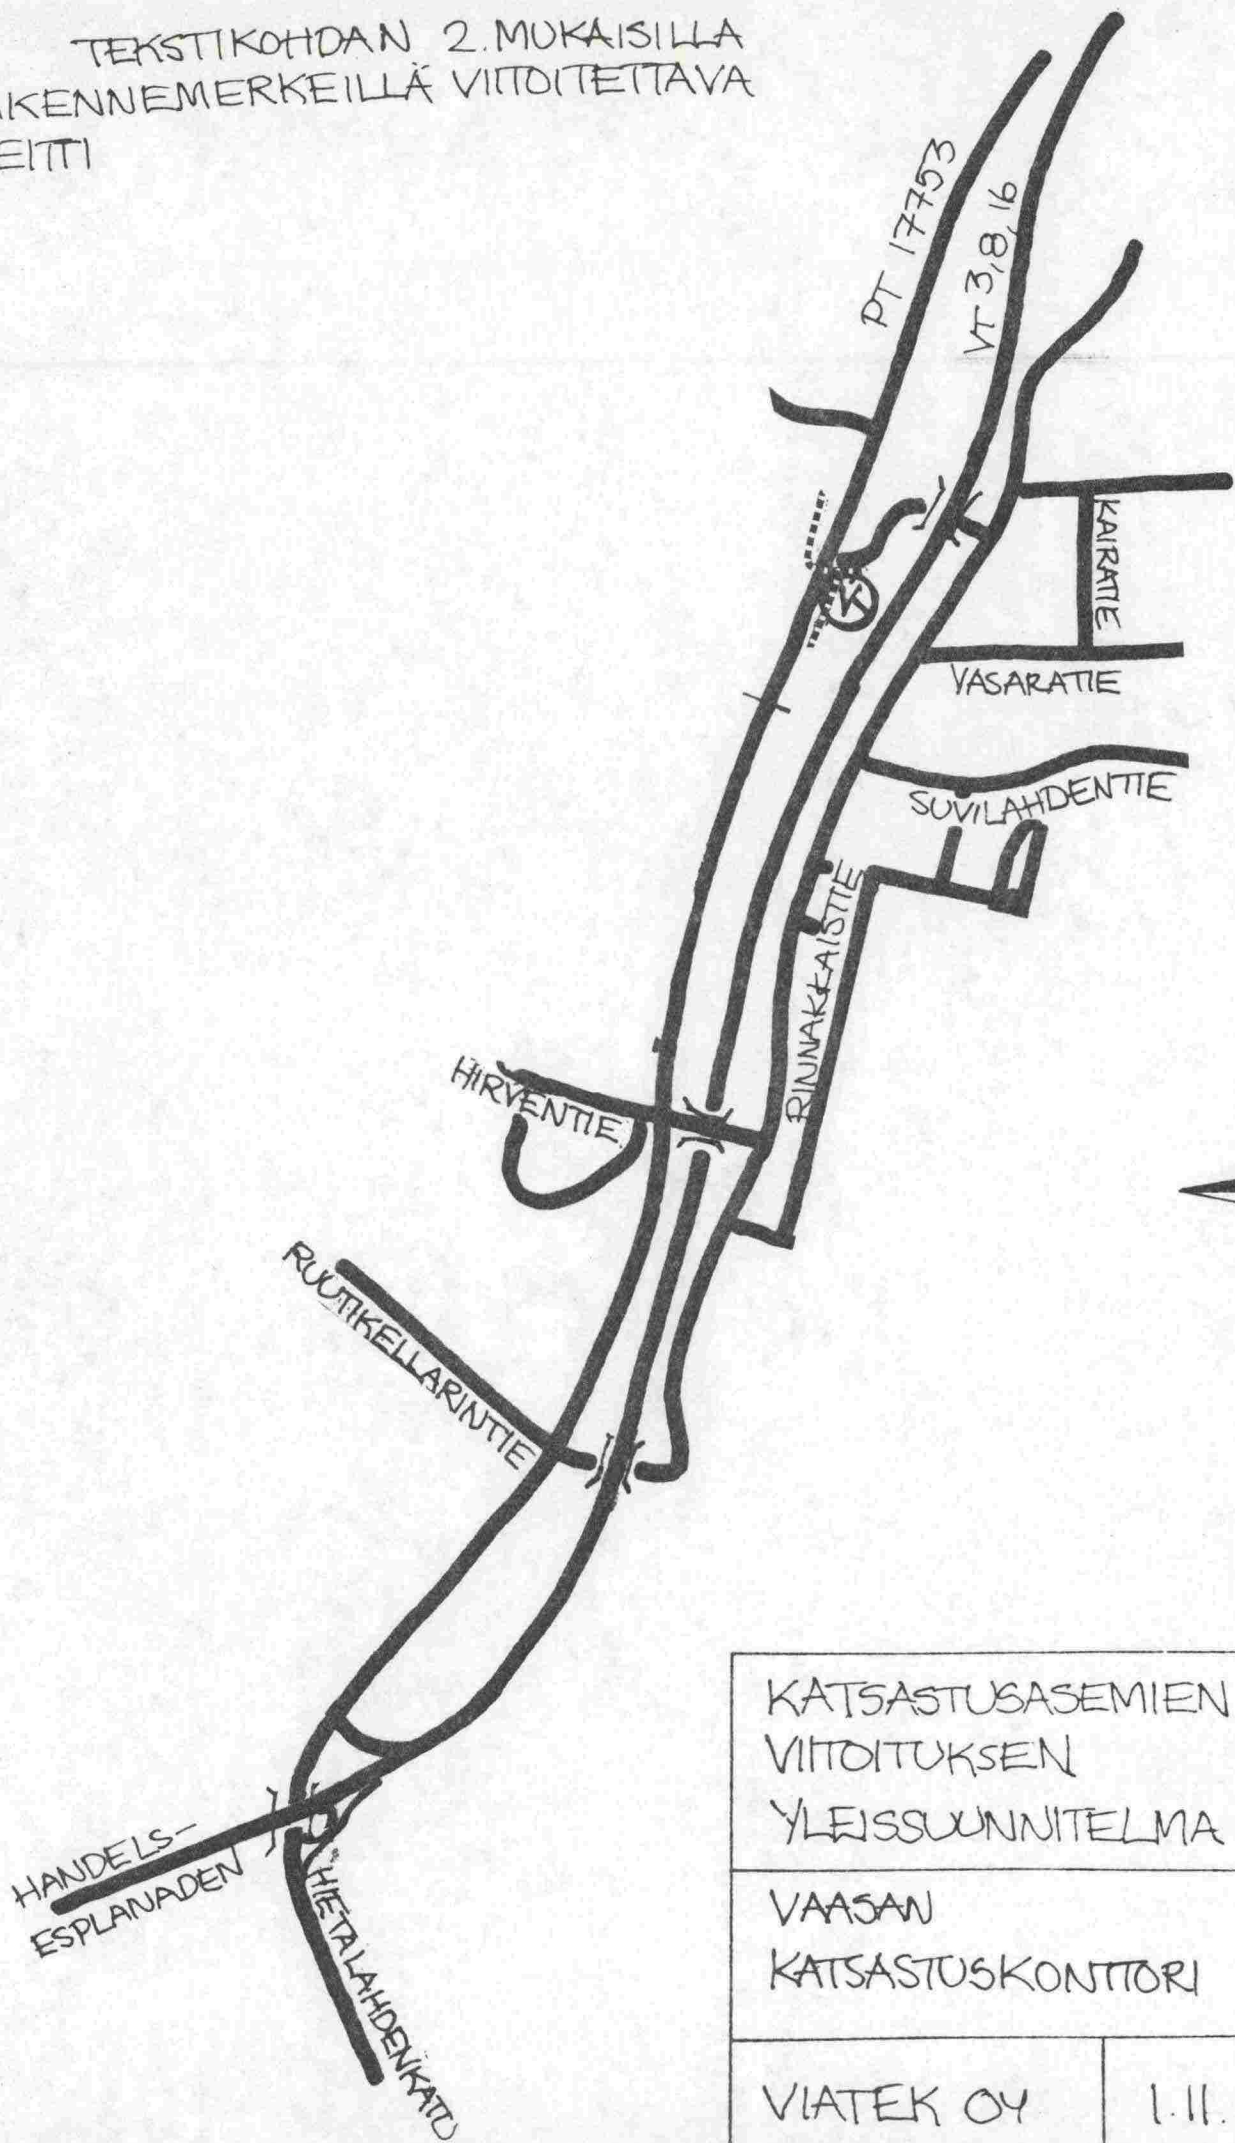 TEKSTIKOHDAN 2. MUKAISILLA
KENNEMERKEILLÄ VIITOITETTAVA
EITTI
PT 17753
VT 3,8,16
KAIRATIE
VASARATIE
SUVILAHDENTIE
RINNAKKAISTIE
K
HIRVENTIE
RUUTIKELLARINTIE
HANDELS-
ESPLANADEN
HIETALAHDENKATU
KATSASTUSASEMIEN
VIITOITUKSEN
YLEISSUUNNITELMA
VAASAN
KATSASTUSKONTTORI
VIATEK OY
1.11.